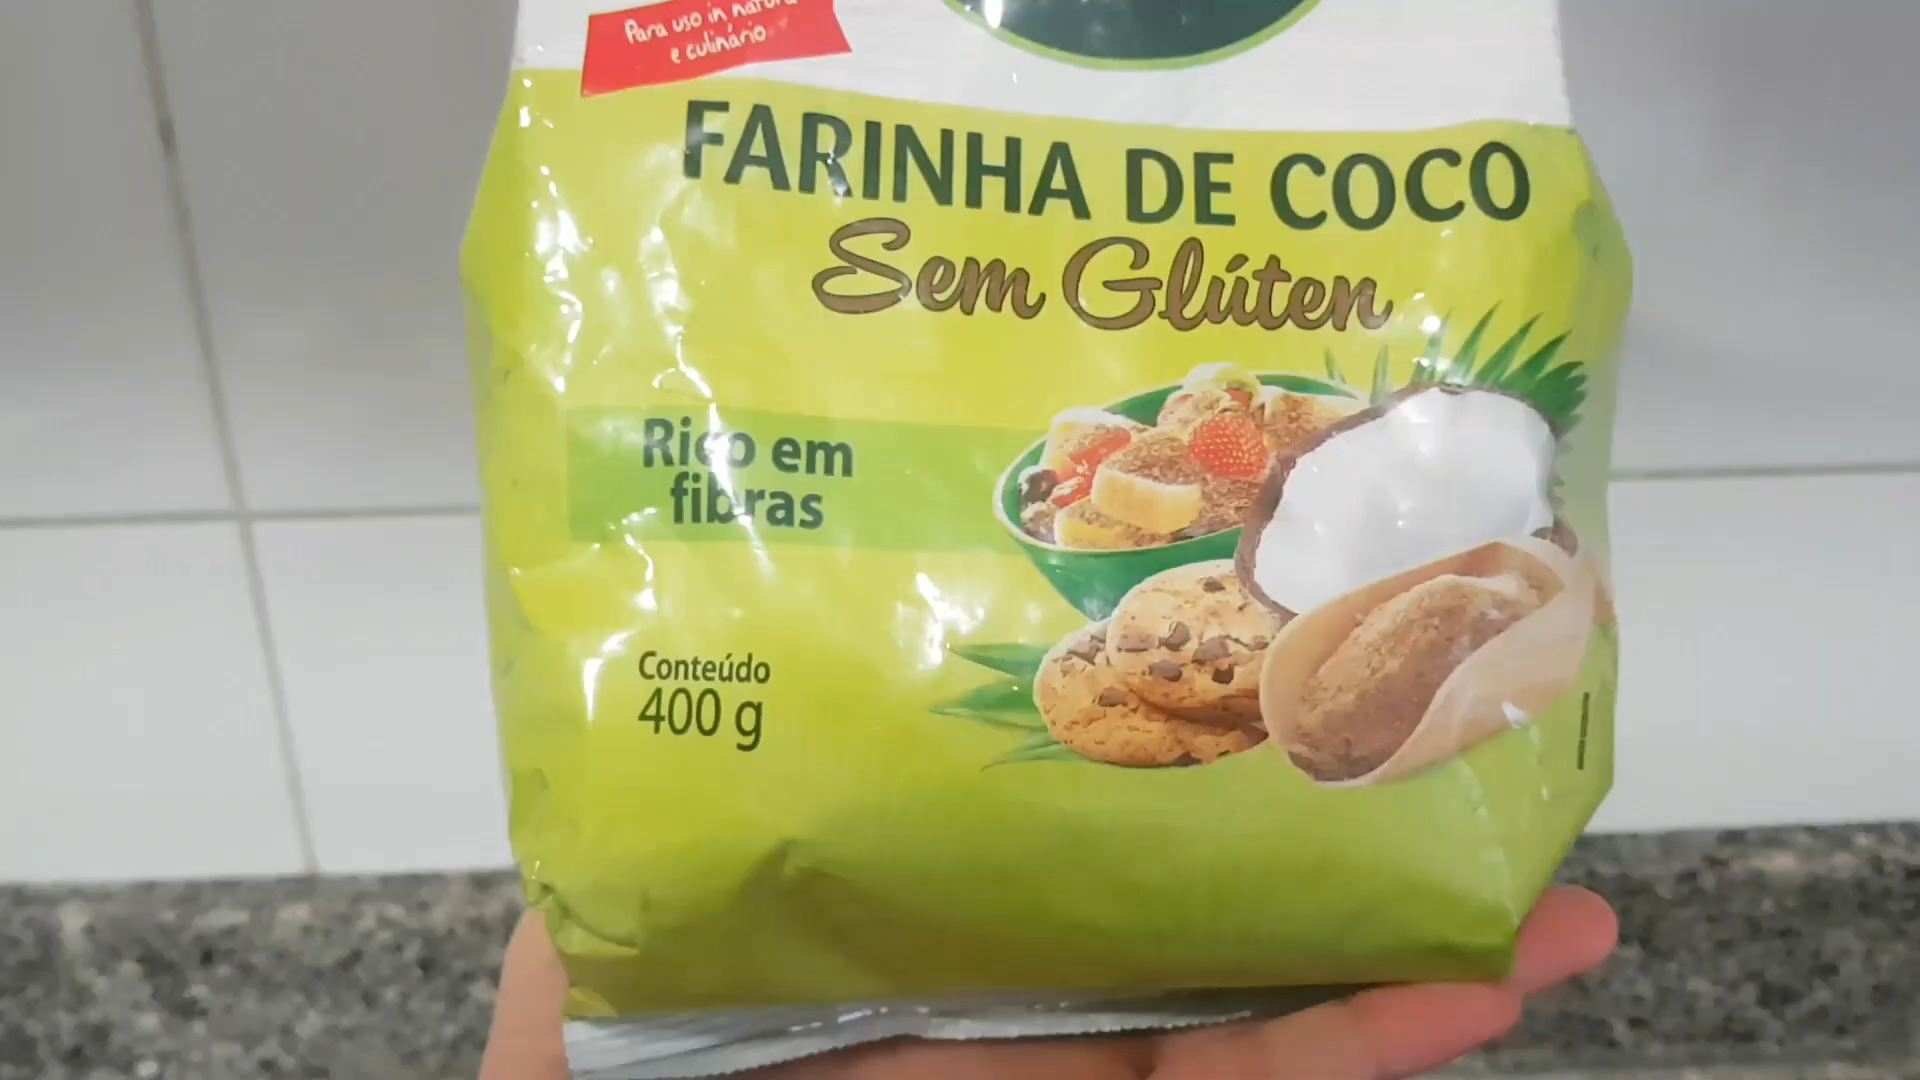 Para uso in natura
e culinário
FARINHA DE COCO
Sem Glúten
Rico em
fibras
Conteúdo
400 g